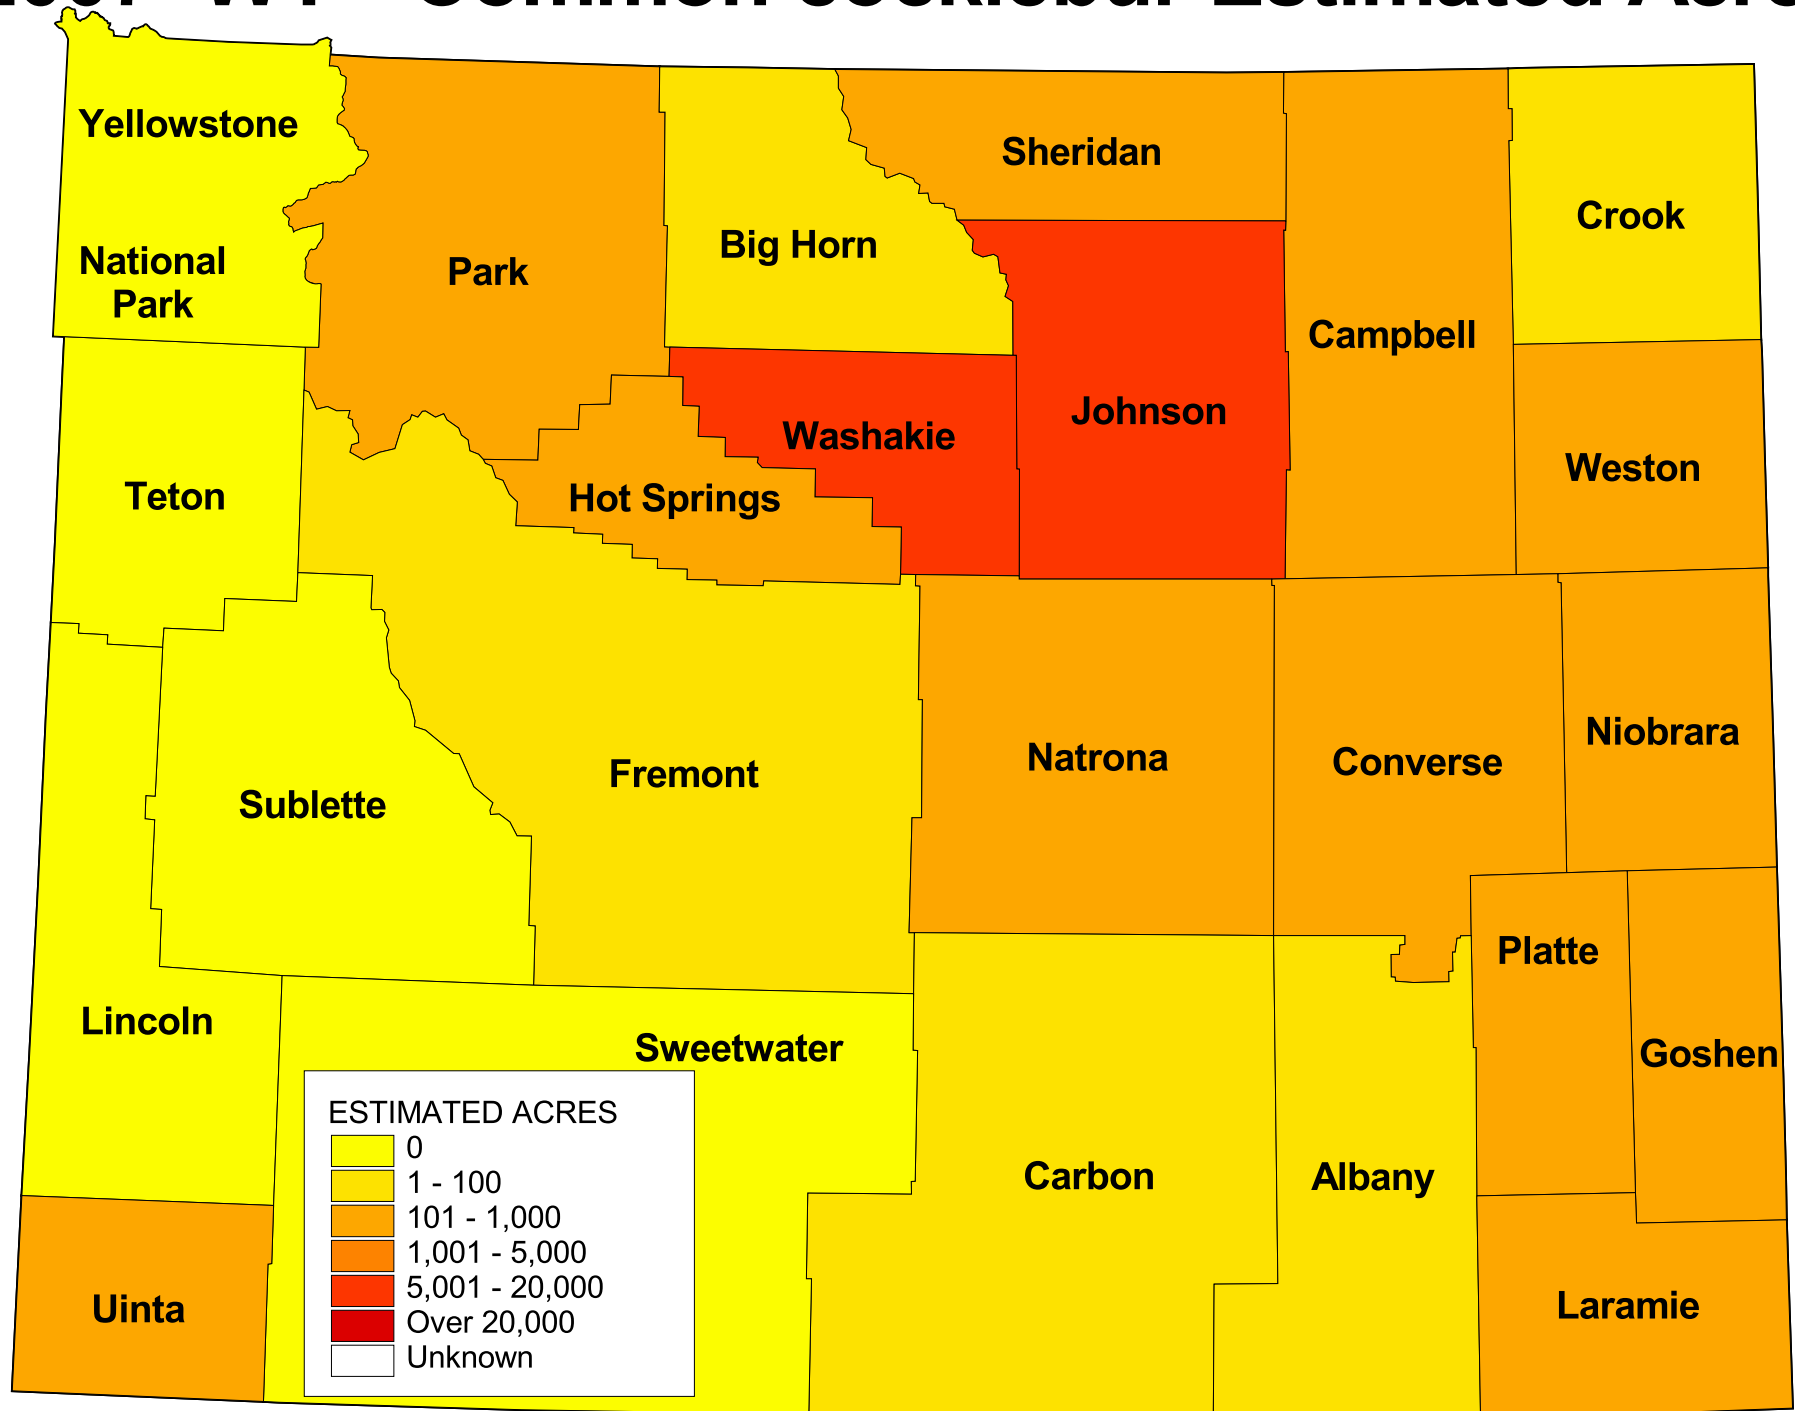 Common
Estimated
Yellowstone
National
Park
Park
Big Horn
Sheridan
Crook
Campbell
Johnson
Washakie
Hot Springs
Weston
Teton
Sublette
Fremont
Natrona
Converse
Niobrara
Platte
Goshen
Lincoln
Sweetwater
Carbon
Albany
Laramie
Uinta
ESTIMATED ACRES
0
1 - 100
101 - 1,000
1,001 - 5,000
5,001 - 20,000
Over 20,000
Unknown